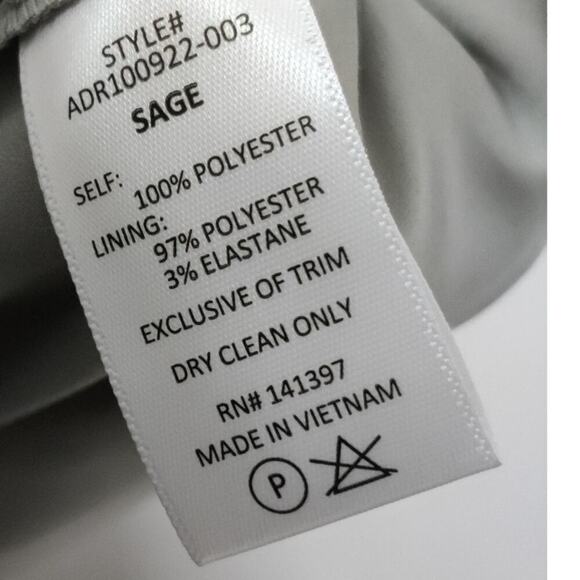 STYLE#
ADR100922-003
SAGE
SELF: 100% POLYESTER
LINING: 97% POLYESTER
3% ELASTANE
EXCLUSIVE OF TRIM
DRY CLEAN ONLY
RN# 141397
MADE IN VIETNAM
P